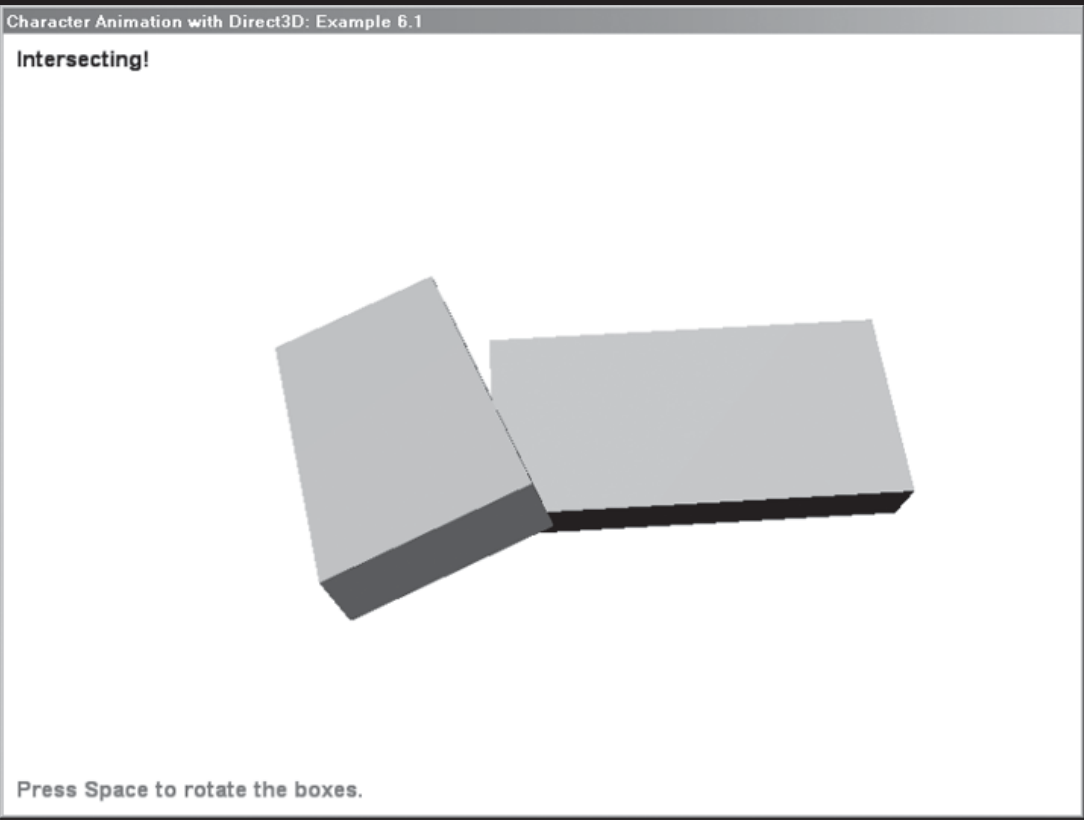 Character Animation with Direct3D: Example 6.1
Intersecting!
Press Space to rotate the boxes.